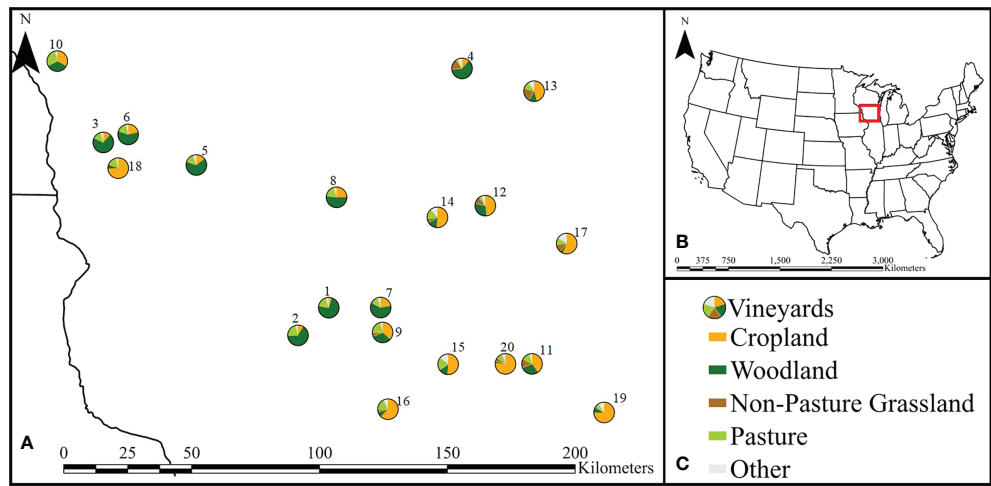 N
10
4
13
3
6
5
18
8
12
14
17
1
7
2
9
15
20
11
16
19
A
0 25 50 100 150 200
Kilometers
N
B
0 375 750 1,500 2,250 3,000
Kilometers
Vineyards
Cropland
Woodland
Non-Pasture Grassland
Pasture
Other
C